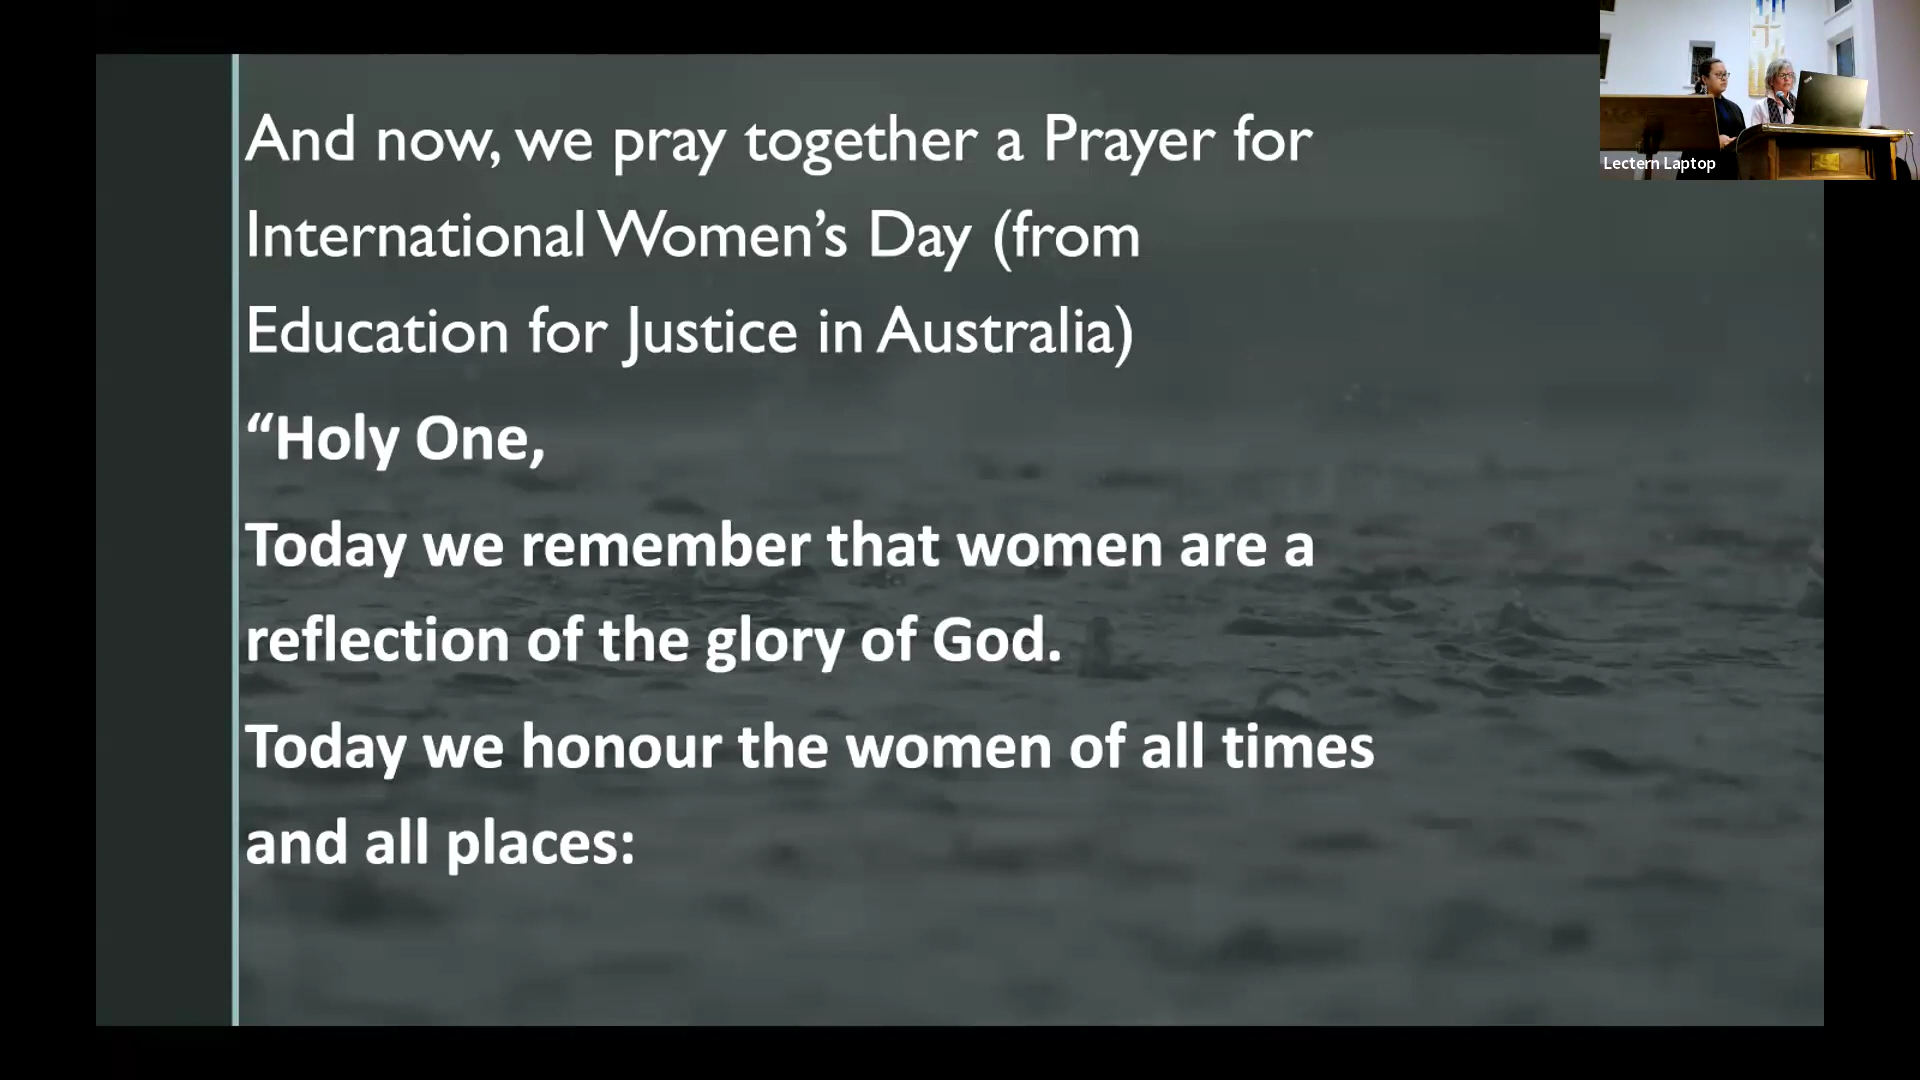 And now, we pray together a Prayer for
International Women’s Day (from
Education for Justice in Australia)
“Holy One,
Today we remember that women are a
reflection of the glory of God.
Today we honour the women of all times
and all places:
Lectern Laptop